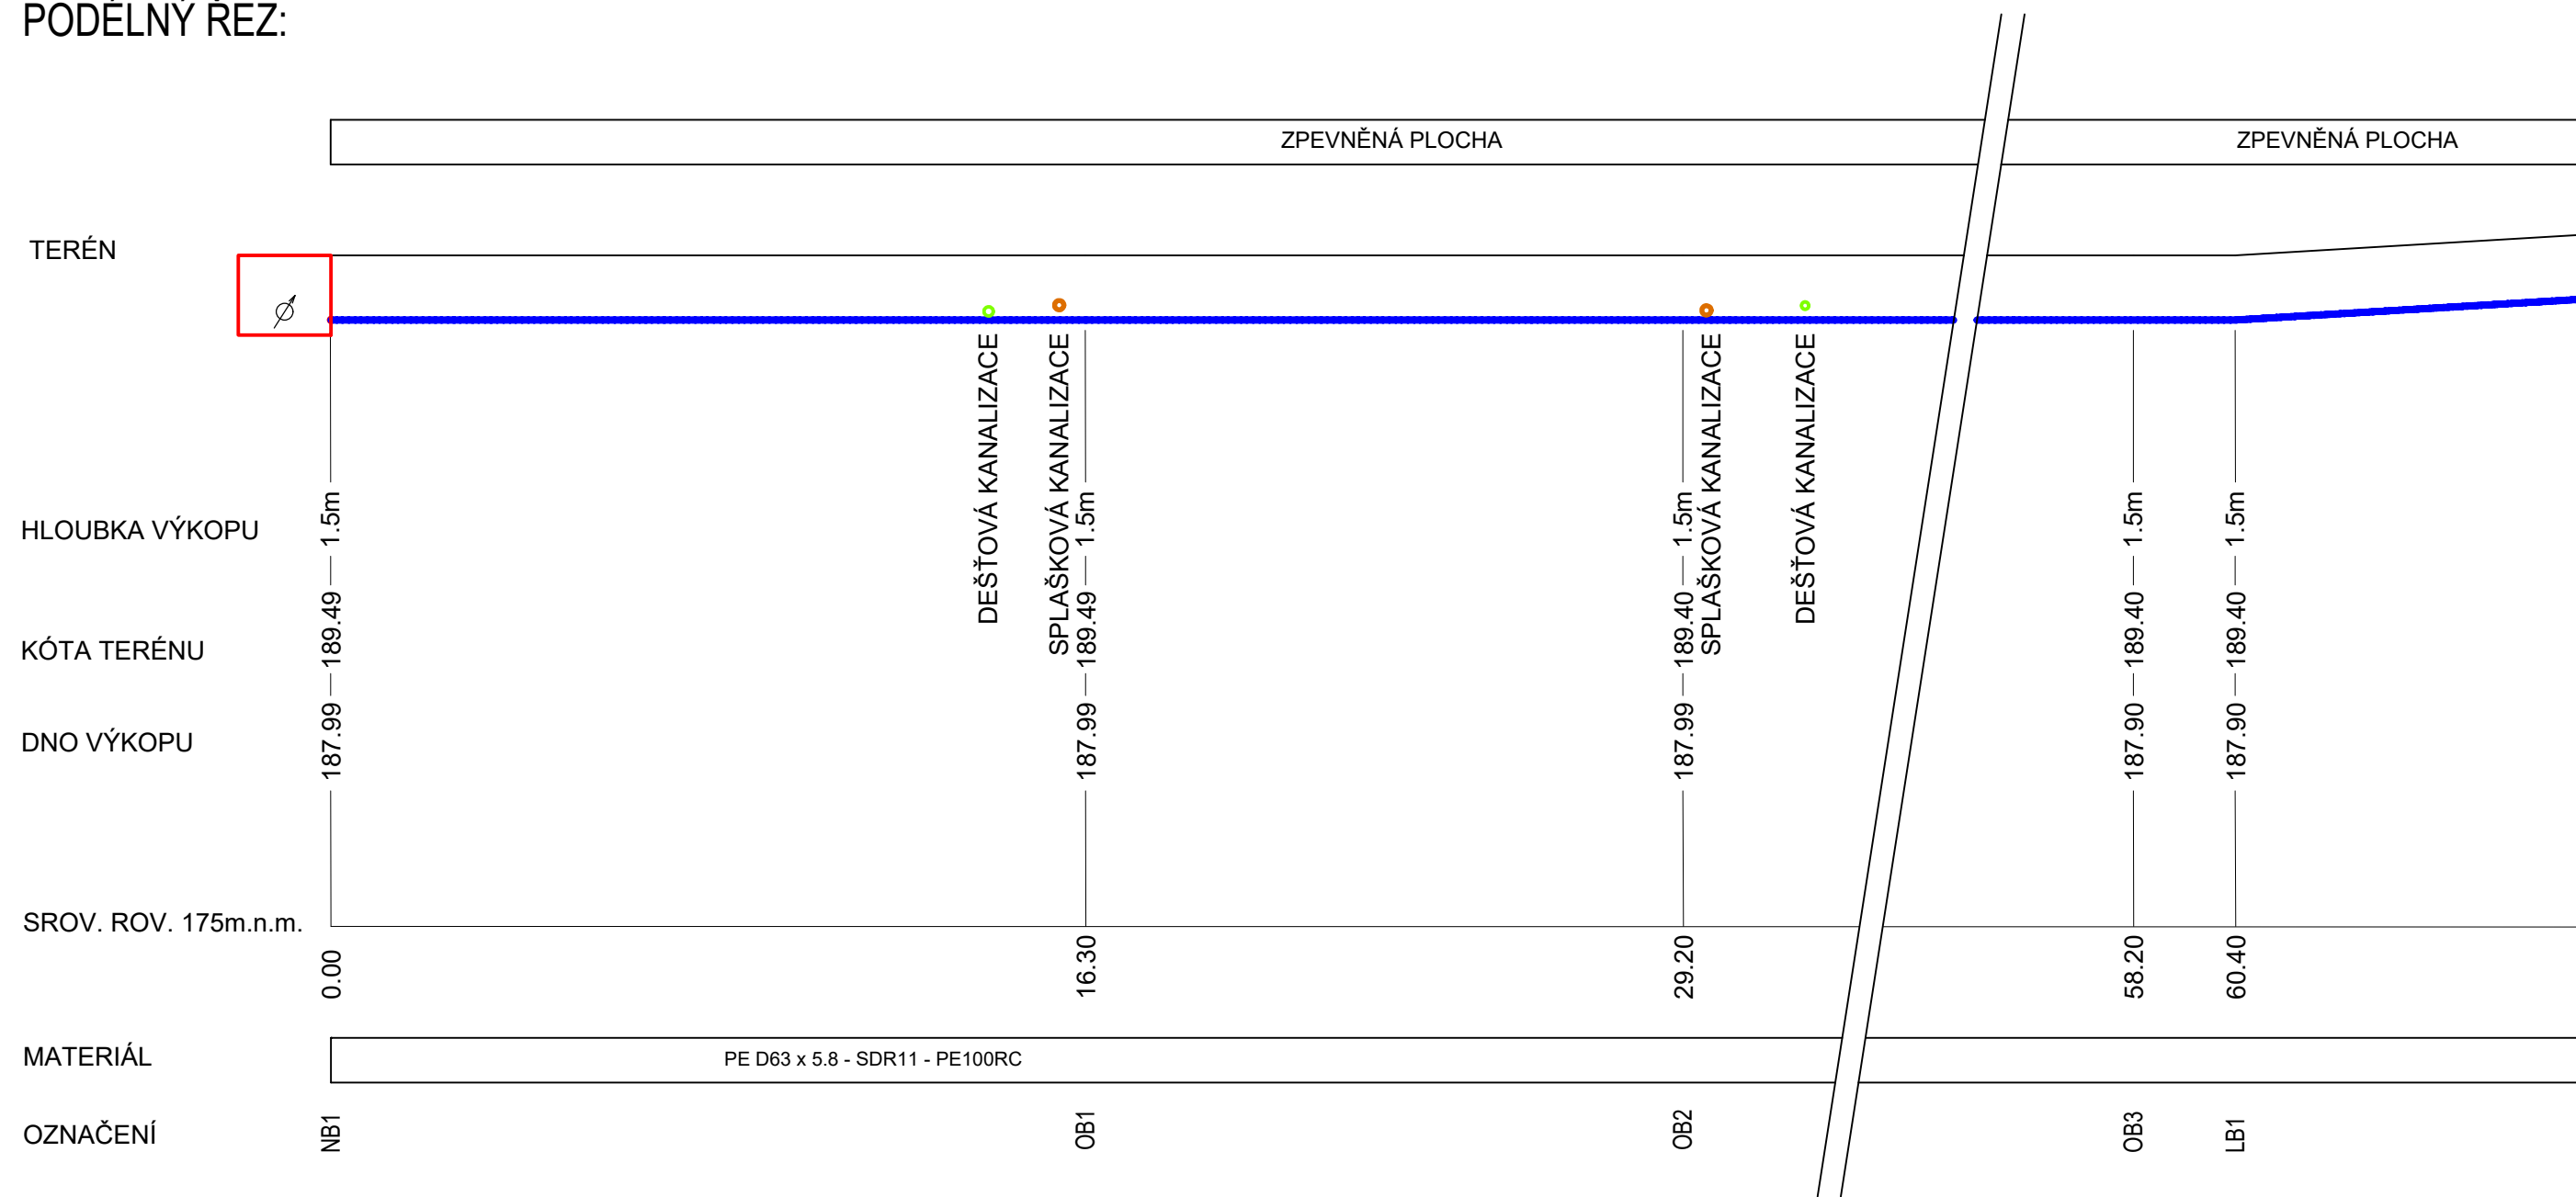 PODÉLNÝ ŘEZ:
ZPEVNĚNÁ PLOCHA ZPEVNĚNÁ PLOCHA
TERÉN
DEŠŤOVÁ KANALIZACE
SPLAŠKOVÁ KANALIZACE
SPLAŠKOVÁ KANALIZACE
DEŠŤOVÁ KANALIZACE
HLOUBKA VÝKOPU 1.5m 1.5m 1.5m 1.5m 1.5m
KÓTA TERÉNU 189.49 189.49 189.40 189.40 189.40
DNO VÝKOPU 187.99 187.99 187.99 187.90 187.90
SROV. ROV. 175m.n.m.
0.00 16.30 29.20 58.20 60.40
MATERIÁL PE D63 x 5.8 - SDR11 - PE100RC
OZNAČENÍ NB1 OB1 OB2 OB3 LB1